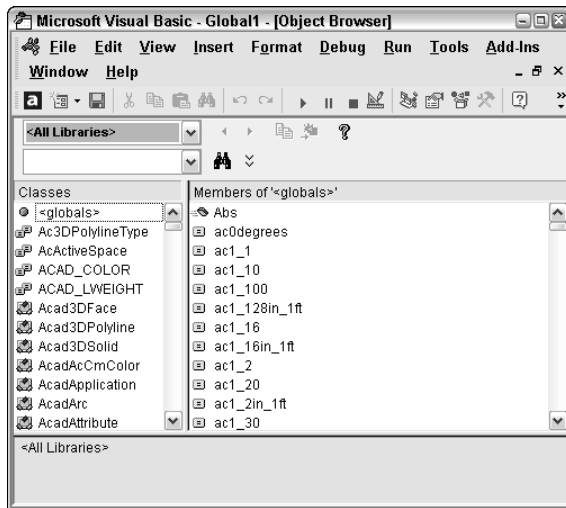 Microsoft Visual Basic - Global1 - [Object Browser]
File Edit View Insert Format Debug Run Tools Add-Ins
Window Help
<All Libraries>
Classes
<globals>
Ac3DPolylineType
AcActiveSpace
ACAD_COLOR
ACAD_LWEIGHT
Acad3DFace
Acad3DPolyline
Acad3DSolid
AcadAcCmColor
AcadApplication
AcadArc
AcadAttribute
Members of '<globals>'
Abs
ac0degrees
ac1_1
ac1_10
ac1_100
ac1_128in_1ft
ac1_16
ac1_16in_1ft
ac1_2
ac1_20
ac1_2in_1ft
ac1_30
<All Libraries>